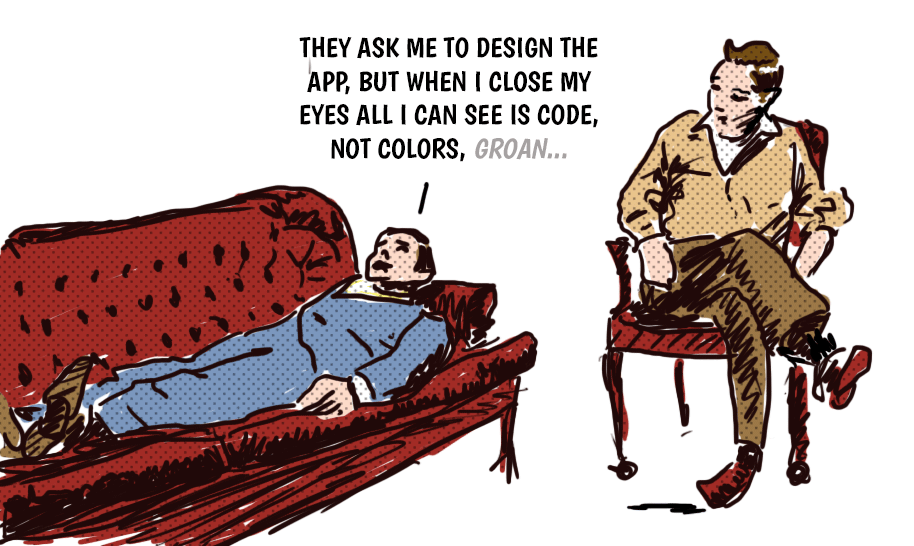 THEY ASK ME TO DESIGN THE
APP, BUT WHEN I CLOSE MY
EYES ALL I CAN SEE IS CODE,
NOT COLORS, GROAN...